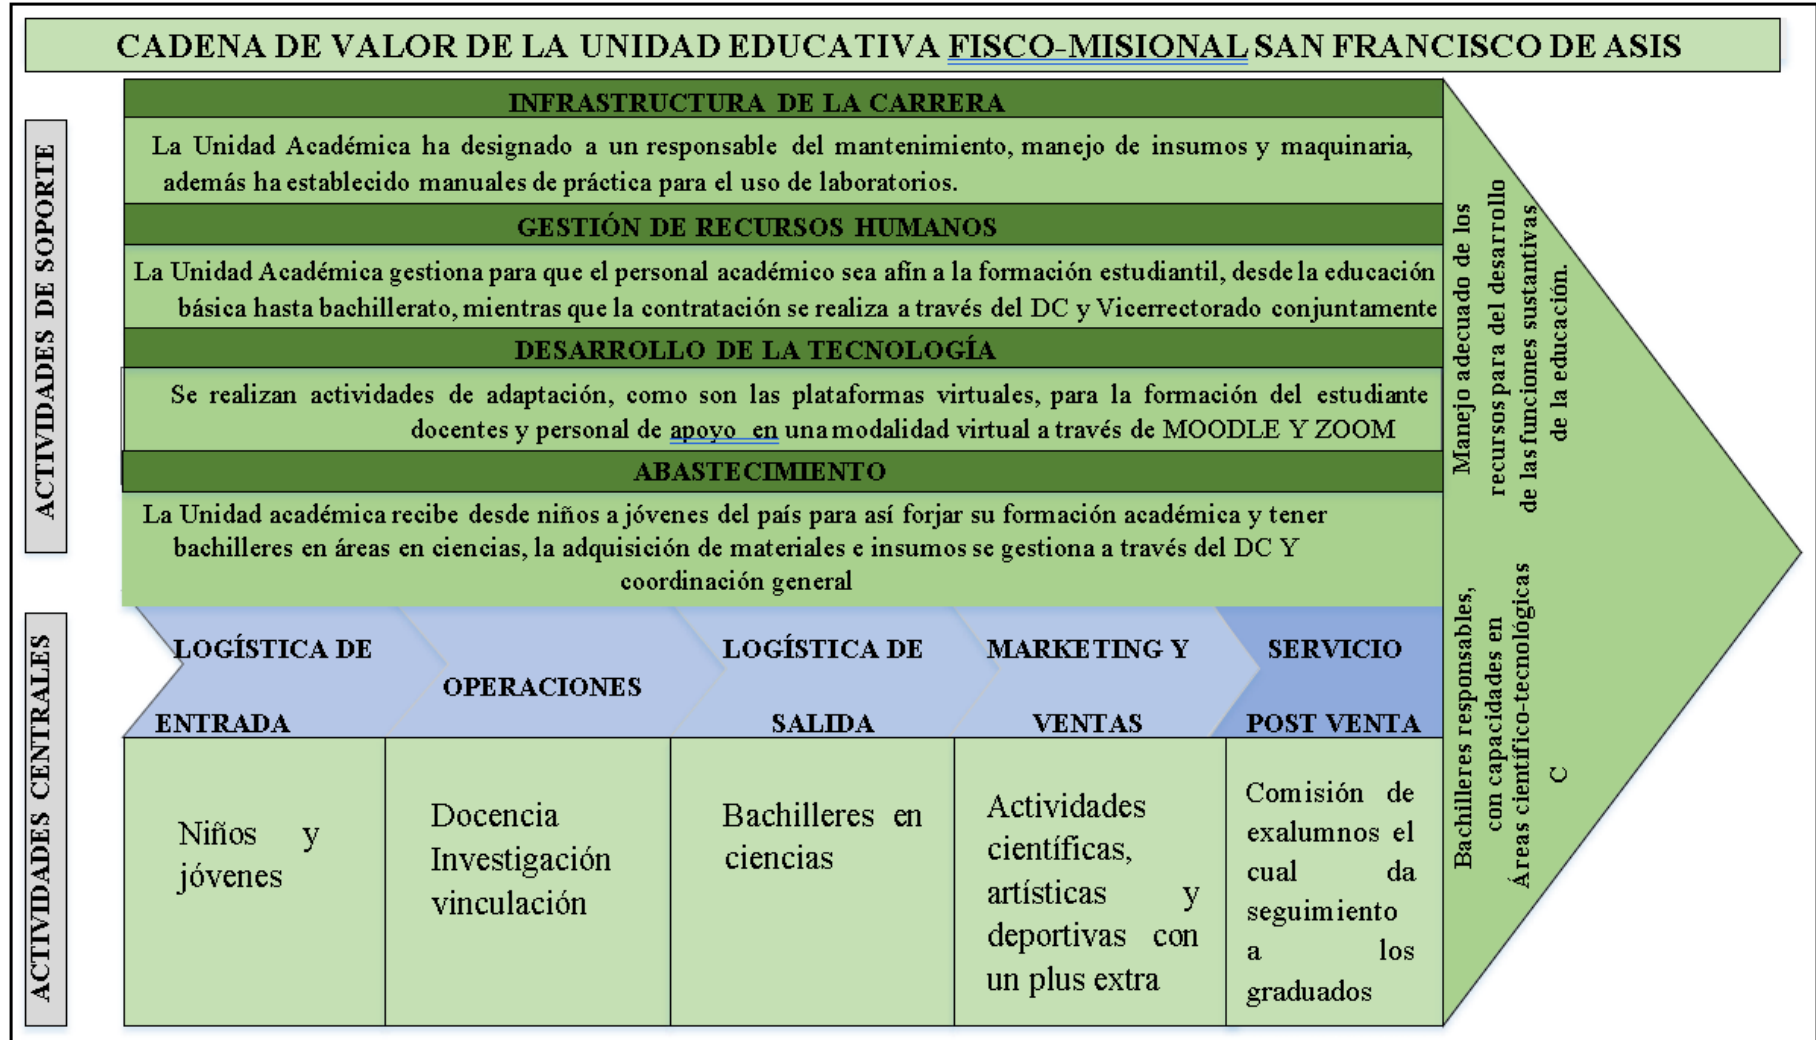 CADENA DE VALOR DE LA UNIDAD EDUCATIVA FISCO-MISIONAL SAN FRANCISCO DE ASIS
ACTIVIDADES DE SOPORTE
INFRASTRUCTURA DE LA CARRERA
La Unidad Académica ha designado a un responsable del mantenimiento, manejo de insumos y maquinaria,
además ha establecido manuales de práctica para el uso de laboratorios.
GESTIÓN DE RECURSOS HUMANOS
La Unidad Académica gestiona para que el personal académico sea afín a la formación estudiantil, desde la educación
básica hasta bachillerato, mientras que la contratación se realiza a través del DC y Vicerrectorado conjuntamente
DESARROLLO DE LA TECNOLOGÍA
Se realizan actividades de adaptación, como son las plataformas virtuales, para la formación del estudiante
docentes y personal de apoyo en una modalidad virtual a través de MOODLE Y ZOOM
ABASTECIMIENTO
La Unidad académica recibe desde niños a jóvenes del país para así forjar su formación académica y tener
bachilleres en áreas en ciencias, la adquisición de materiales e insumos se gestiona a través del DC Y
coordinación general
Manejo adecuado de los
recursos para del desarrollo
de las funciones sustantivas
de la educación.
ACTIVIDADES CENTRALES
LOGÍSTICA DE
ENTRADA
OPERACIONES
LOGÍSTICA DE
SALIDA
MARKETING Y
VENTAS
SERVICIO
POST VENTA
Niños y
jóvenes
Docencia
Investigación
vinculación
Bachilleres en
ciencias
Actividades
científicas,
artísticas y
deportivas con
un plus extra
Comisión de
exalumnos el
cual da
seguimiento
a los
graduados
Bachilleres responsables,
con capacidades en
Áreas científico-tecnológicas
C